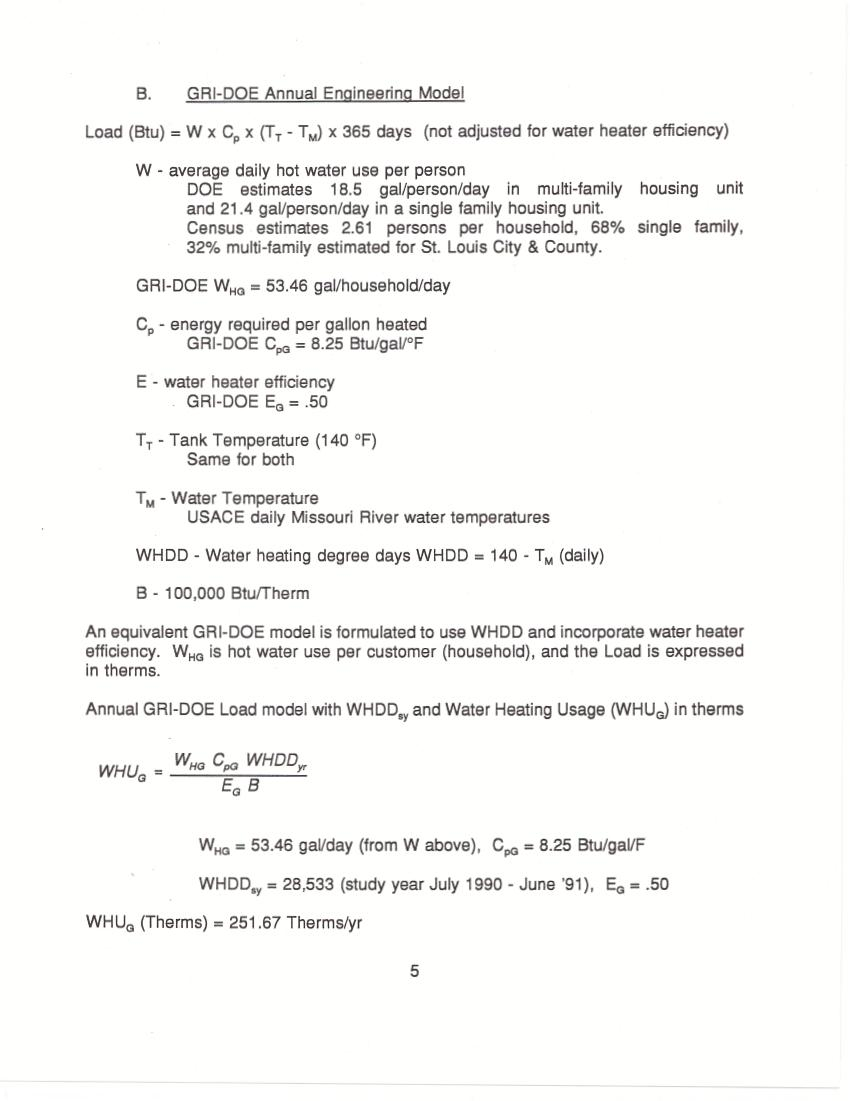 B. GRI-DOE Annual Engineering Model
Load (Btu) = W x Cp x (TT - TM) x 365 days (not adjusted for water heater efficiency)
W - average daily hot water use per person
DOE estimates 18.5 gal/person/day in multi-family housing unit
and 21.4 gal/person/day in a single family housing unit.
Census estimates 2.61 persons per household, 68% single family,
32% multi-family estimated for St. Louis City & County.
GRI-DOE WHG = 53.46 gal/household/day
Cp - energy required per gallon heated
GRI-DOE CpG = 8.25 Btu/gal/°F
E - water heater efficiency
GRI-DOE EG = .50
TT - Tank Temperature (140 °F)
Same for both
TM - Water Temperature
USACE daily Missouri River water temperatures
WHDD - Water heating degree days WHDD = 140 - TM (daily)
B - 100,000 Btu/Therm
An equivalent GRI-DOE model is formulated to use WHDD and incorporate water heater
efficiency. WHG is hot water use per customer (household), and the Load is expressed
in therms.
Annual GRI-DOE Load model with WHDDsy and Water Heating Usage (WHUG) in therms
WHUG = WHG CpG WHDDyr
EG B
WHG = 53.46 gal/day (from W above), CpG = 8.25 Btu/gal/F
WHDDsy = 28,533 (study year July 1990 - June '91), EG = .50
WHUG (Therms) = 251.67 Therms/yr
5